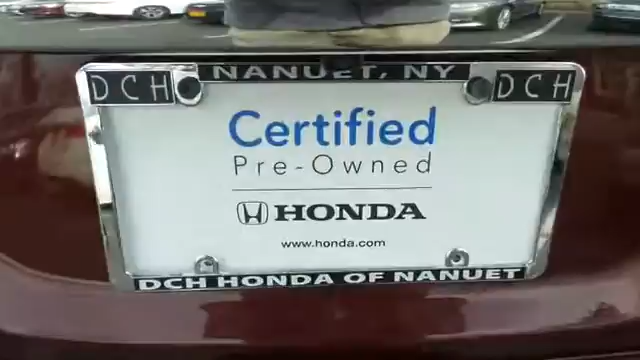 DCH NANUET, NY DCH
Certified
Pre-Owned
HONDA
www.honda.com
DCH HONDA OF NANUET